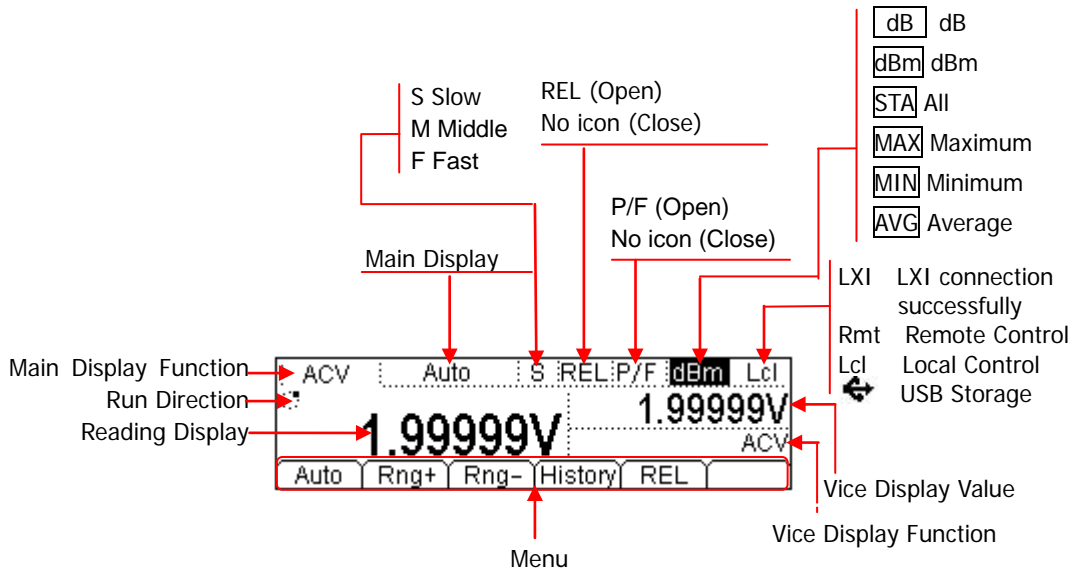 dB dB
dBm dBm
STA All
MAX Maximum
MIN Minimum
AVG Average
S Slow
M Middle
F Fast
REL (Open)
No icon (Close)
P/F (Open)
No icon (Close)
Main Display
LXI LXI connection
successfully
Rmt Remote Control
Lcl Local Control
USB Storage
Main Display Function
Run Direction
Reading Display
ACV Auto S REL P/F dBm Lcl
1.99999V
1.99999V
ACV
Auto Rng+ Rng- History REL
Vice Display Value
Vice Display Function
Menu